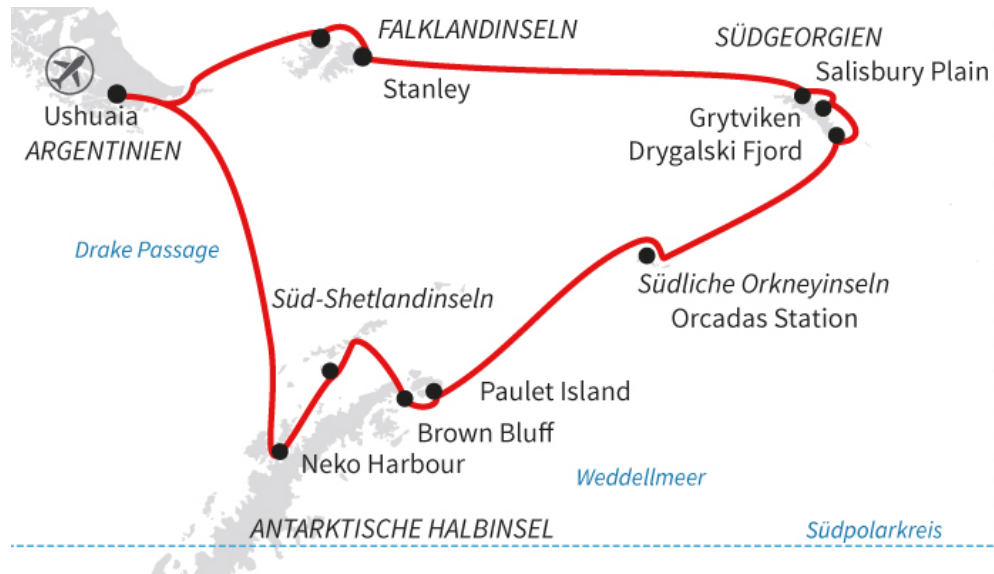 FALKLANDINSELN
SÜDGEORGIEN
Salisbury Plain
Stanley
Ushuaia
ARGENTINIEN
Grytviken
Drygalski Fjord
Drake Passage
Süd-Shetlandinseln
Südliche Orkneyinseln
Orcadas Station
Paulet Island
Brown Bluff
Neko Harbour
Weddellmeer
ANTARKTISCHE HALBINSEL
Südpolarkreis